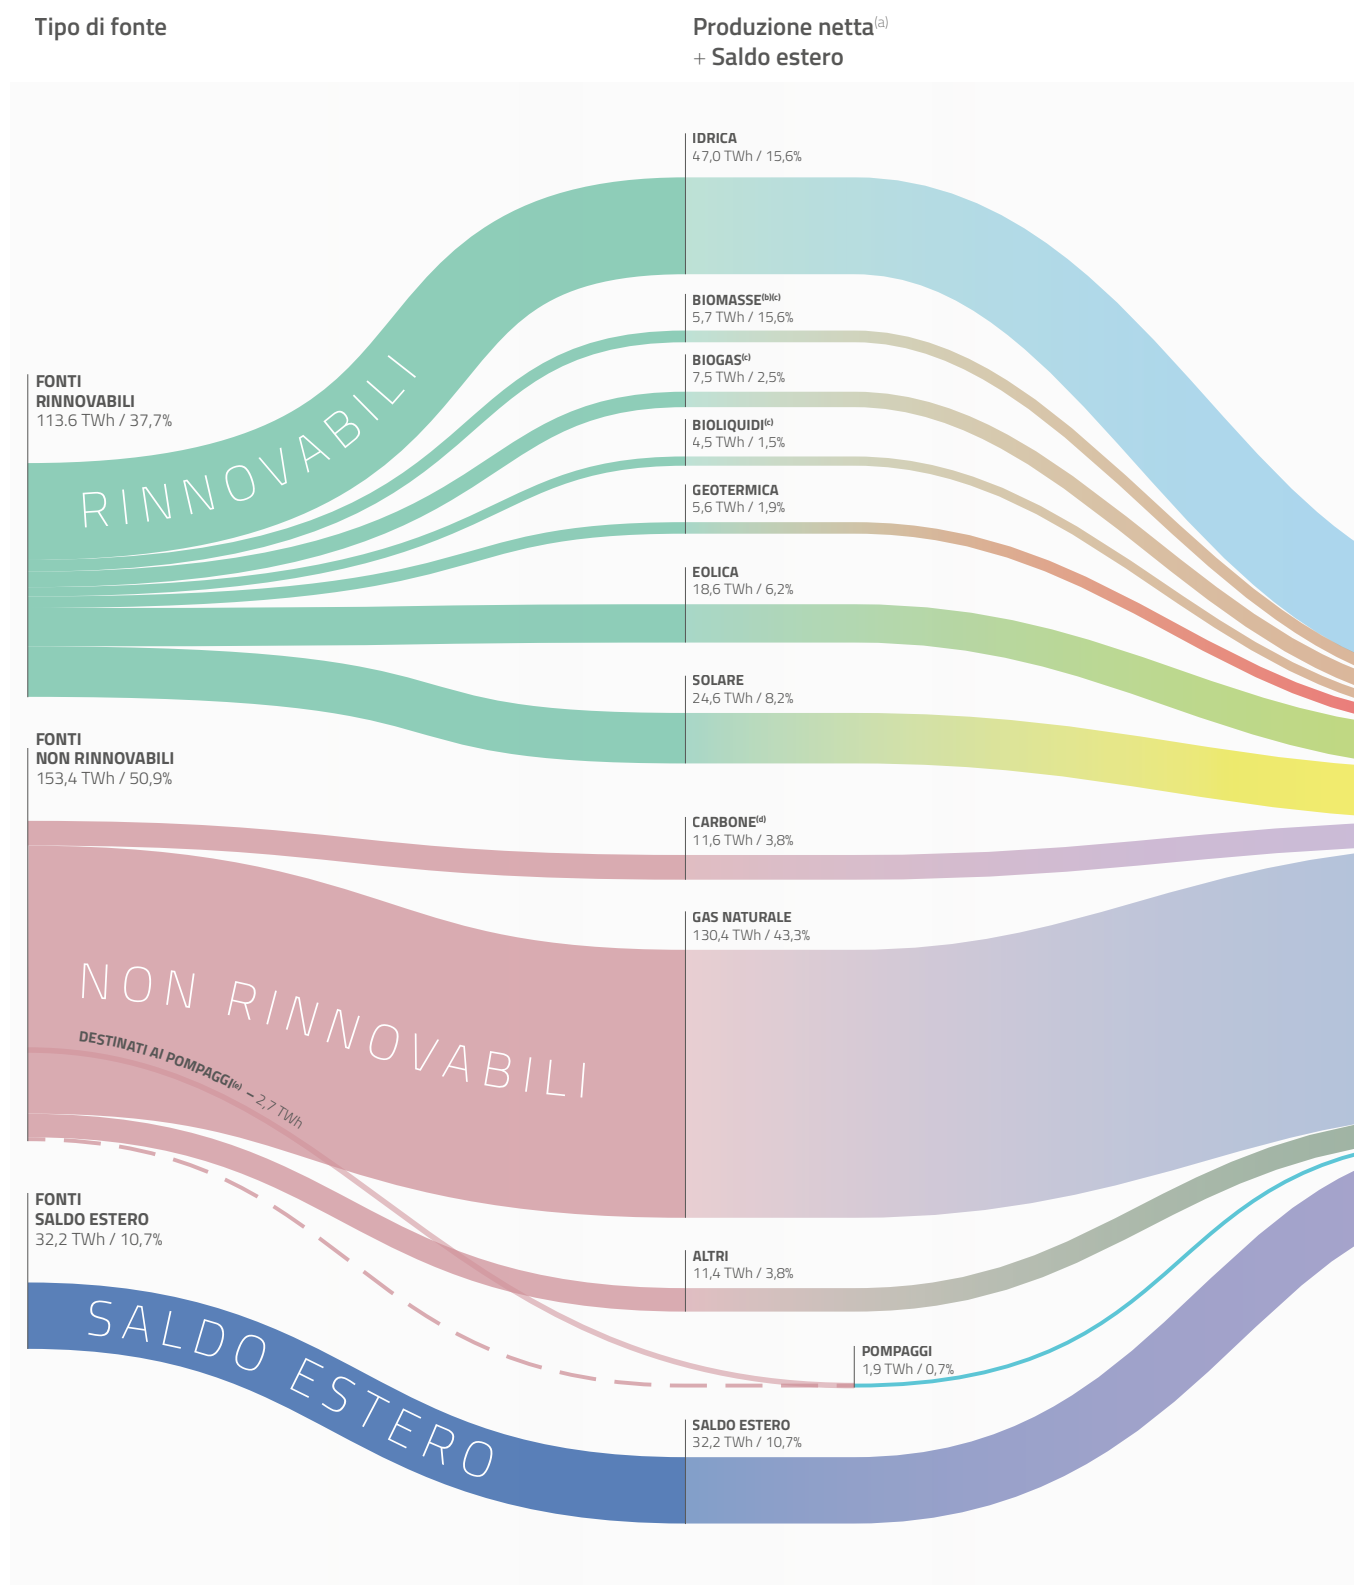 Tipo di fonte
Produzione netta(a)
+ Saldo estero
IDRICA
47,0 TWh / 15,6%
BIOMASSE(b)(c)
5,7 TWh / 15,6%
BIOGAS(c)
7,5 TWh / 2,5%
BIOLIQUIDI(c)
4,5 TWh / 1,5%
GEOTERMICA
5,6 TWh / 1,9%
EOLICA
18,6 TWh / 6,2%
SOLARE
24,6 TWh / 8,2%
FONTI
RINNOVABILI
113.6 TWh / 37,7%
RINNOVABILI
FONTI
NON RINNOVABILI
153,4 TWh / 50,9%
CARBONE(d)
11,6 TWh / 3,8%
GAS NATURALE
130,4 TWh / 43,3%
NON RINNOVABILI
DESTINATI AI POMPAGGI(e) – 2,7 TWh
FONTI
SALDO ESTERO
32,2 TWh / 10,7%
ALTRI
11,4 TWh / 3,8%
SALDO ESTERO
POMPAGGI
1,9 TWh / 0,7%
SALDO ESTERO
32,2 TWh / 10,7%